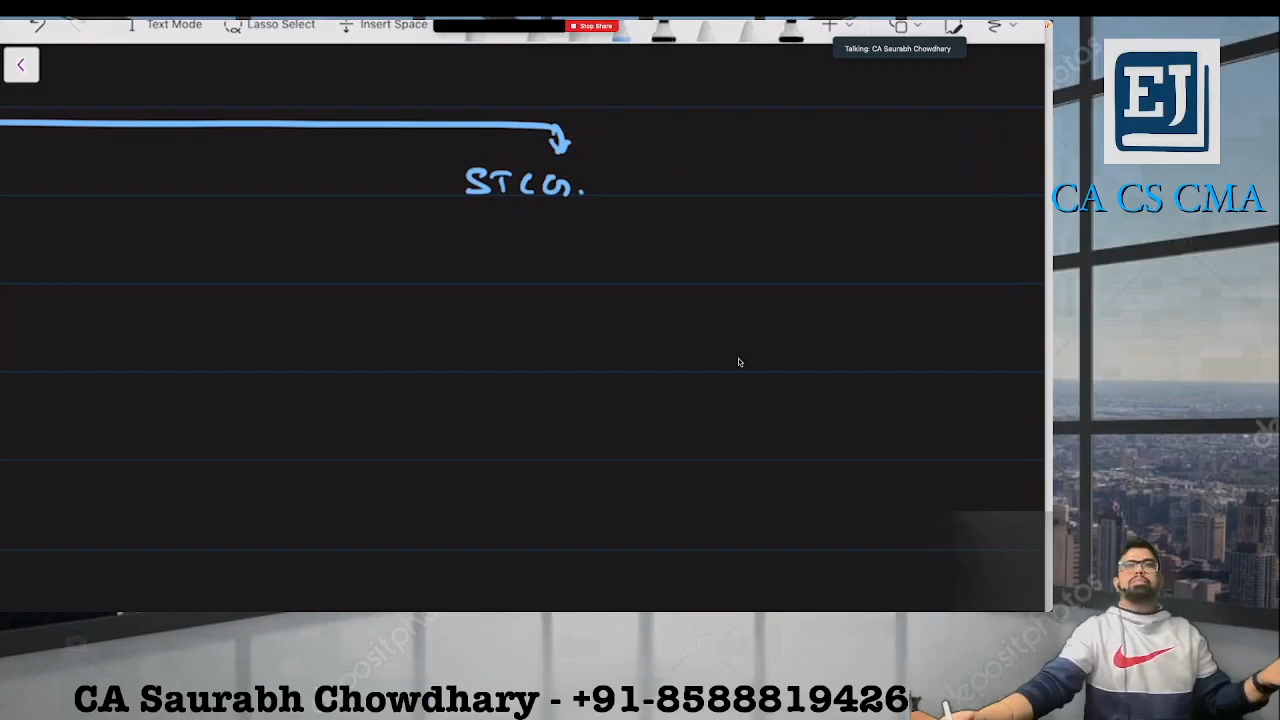 Text Mode
Lasso Select
Insert Space
Stop Share
Talking: CA Saurabh Chowdhary
EJ
CA CS CMA
STCG.
depositphotos
CA Saurabh Chowdhary - +91-8588819426